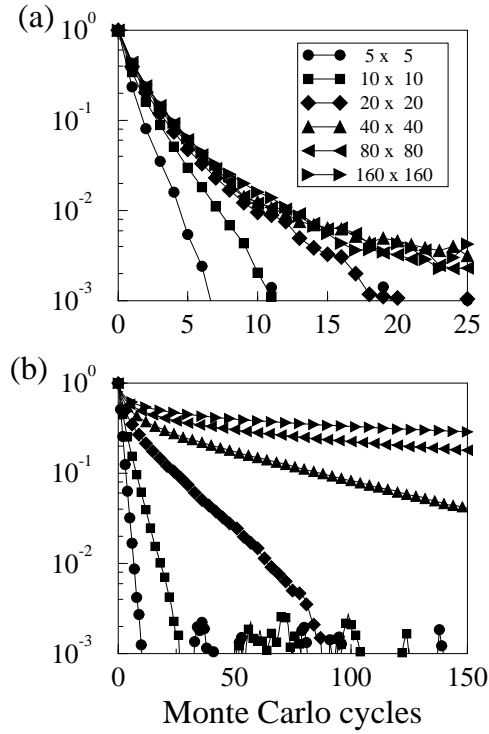 (a)
10^0
10^-1
10^-2
10^-3
5 x 5
10 x 10
20 x 20
40 x 40
80 x 80
160 x 160
0 5 10 15 20 25
(b)
10^0
10^-1
10^-2
10^-3
0 50 100 150
Monte Carlo cycles